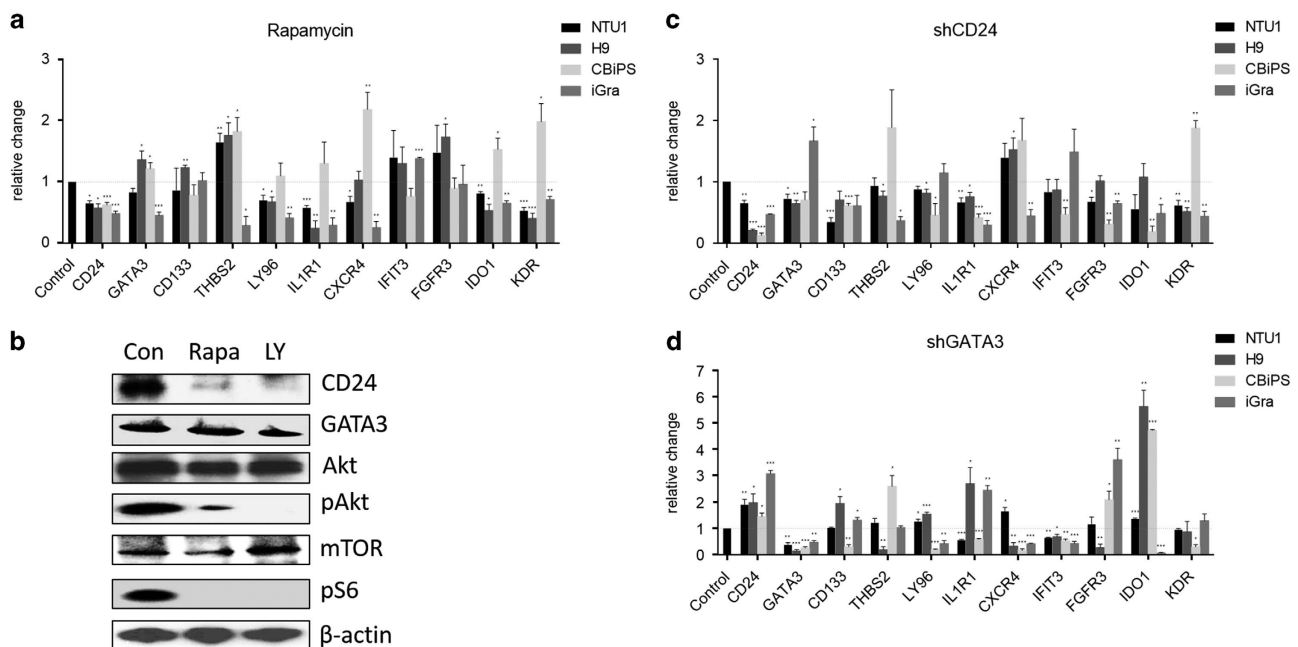 a
Rapamycin
NTU1
H9
CBiPS
iGra
relative change
3
2
1
0
Control
CD24
GATA3
CD133
THBS2
LY96
IL1R1
CXCR4
IFIT3
FGFR3
IDO1
KDR
b
Con Rapa LY
CD24
GATA3
Akt
pAkt
mTOR
pS6
β-actin
c
shCD24
NTU1
H9
CBiPS
iGra
relative change
3
2
1
0
Control
CD24
GATA3
CD133
THBS2
LY96
IL1R1
CXCR4
IFIT3
FGFR3
IDO1
KDR
d
shGATA3
NTU1
H9
CBiPS
iGra
relative change
7
6
5
4
3
2
1
0
Control
CD24
GATA3
CD133
THBS2
LY96
IL1R1
CXCR4
IFIT3
FGFR3
IDO1
KDR